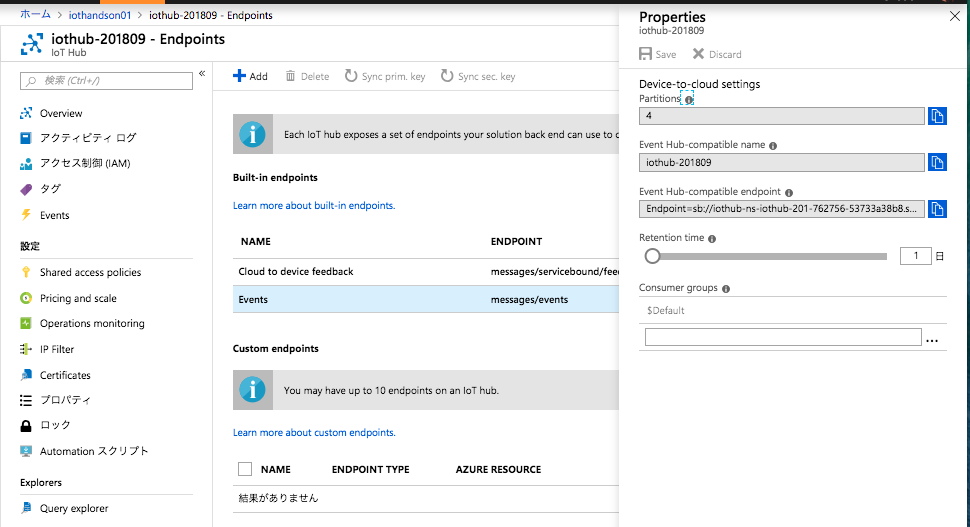 ホーム > iothandson01 > iothub-201809 - Endpoints
iothub-201809 - Endpoints
IoT Hub
検索 (Ctrl+/)
«
Overview
アクティビティ ログ
アクセス制御 (IAM)
タグ
Events
設定
Shared access policies
Pricing and scale
Operations monitoring
IP Filter
Certificates
プロパティ
ロック
Automation スクリプト
Explorers
Query explorer
Add Delete Sync prim. key Sync sec. key
Each IoT hub exposes a set of endpoints your solution back end can use to
Built-in endpoints
Learn more about built-in endpoints.
NAME ENDPOINT
Cloud to device feedback messages/servicebound/fee
Events messages/events
Custom endpoints
You may have up to 10 endpoints on an IoT hub.
Learn more about custom endpoints.
NAME ENDPOINT TYPE AZURE RESOURCE
結果がありません
Properties
iothub-201809
Save Discard
Device-to-cloud settings
Partitions
4
Event Hub-compatible name
iothub-201809
Event Hub-compatible endpoint
Endpoint=sb://iothub-ns-iothub-201-762756-53733a38b8.s...
Retention time
1 日
Consumer groups
$Default
...